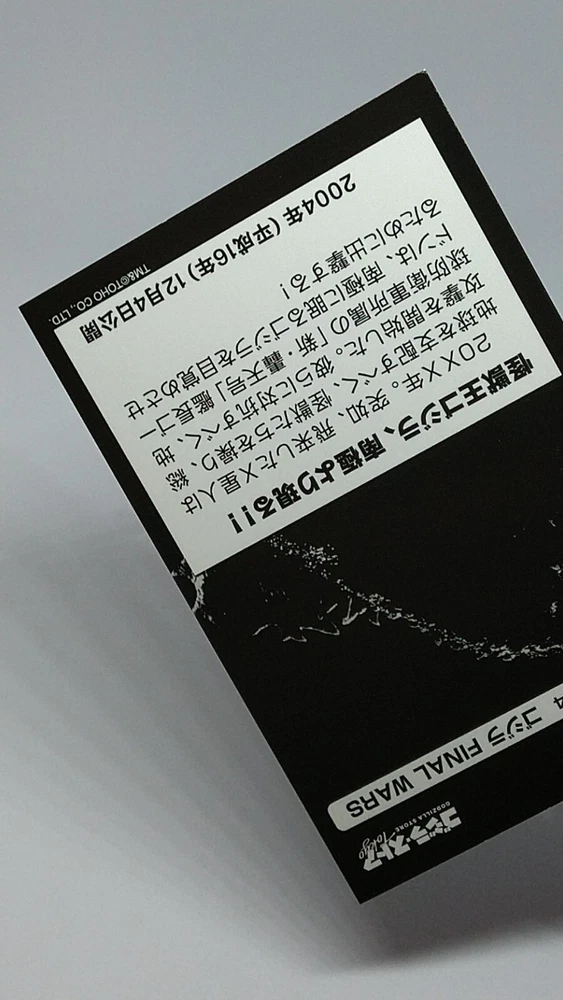 ゴジラ・ストア
Tokyo
GODZILLA STORE
4 ゴジラ FINAL WARS
怪獣王ゴジラ、南極より現る!!
20XX年。突如、飛来したX星人は
地球を支配すべく、怪獣たちを操り、総
攻撃を開始した。彼らに対抗すべく、地
球防衛軍所属の「新・轟天号」艦長ゴー
ドンは、南極に眠るゴジラを目覚めさせ
るために出撃する!
2004年(平成16年)12月4日公開
TM&©TOHO CO., LTD.